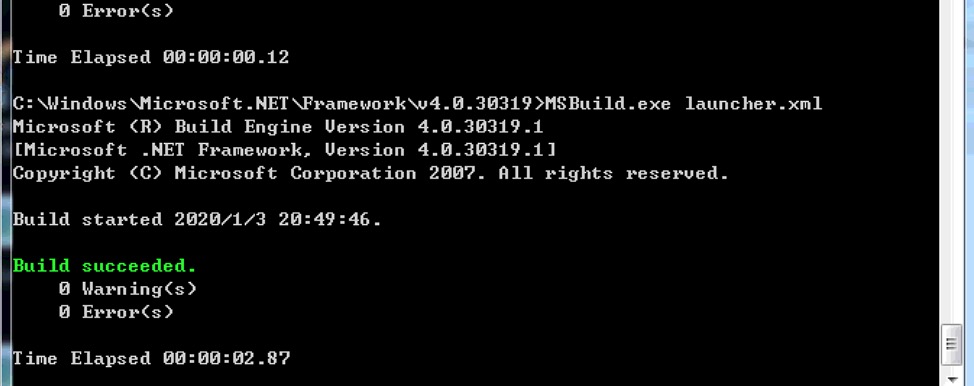 0 Error(s)
Time Elapsed 00:00:00.12
C:\Windows\Microsoft.NET\Framework\v4.0.30319>MSBuild.exe launcher.xml
Microsoft (R) Build Engine Version 4.0.30319.1
[Microsoft .NET Framework, Version 4.0.30319.1]
Copyright (C) Microsoft Corporation 2007. All rights reserved.
Build started 2020/1/3 20:49:46.
Build succeeded.
0 Warning(s)
0 Error(s)
Time Elapsed 00:00:02.87